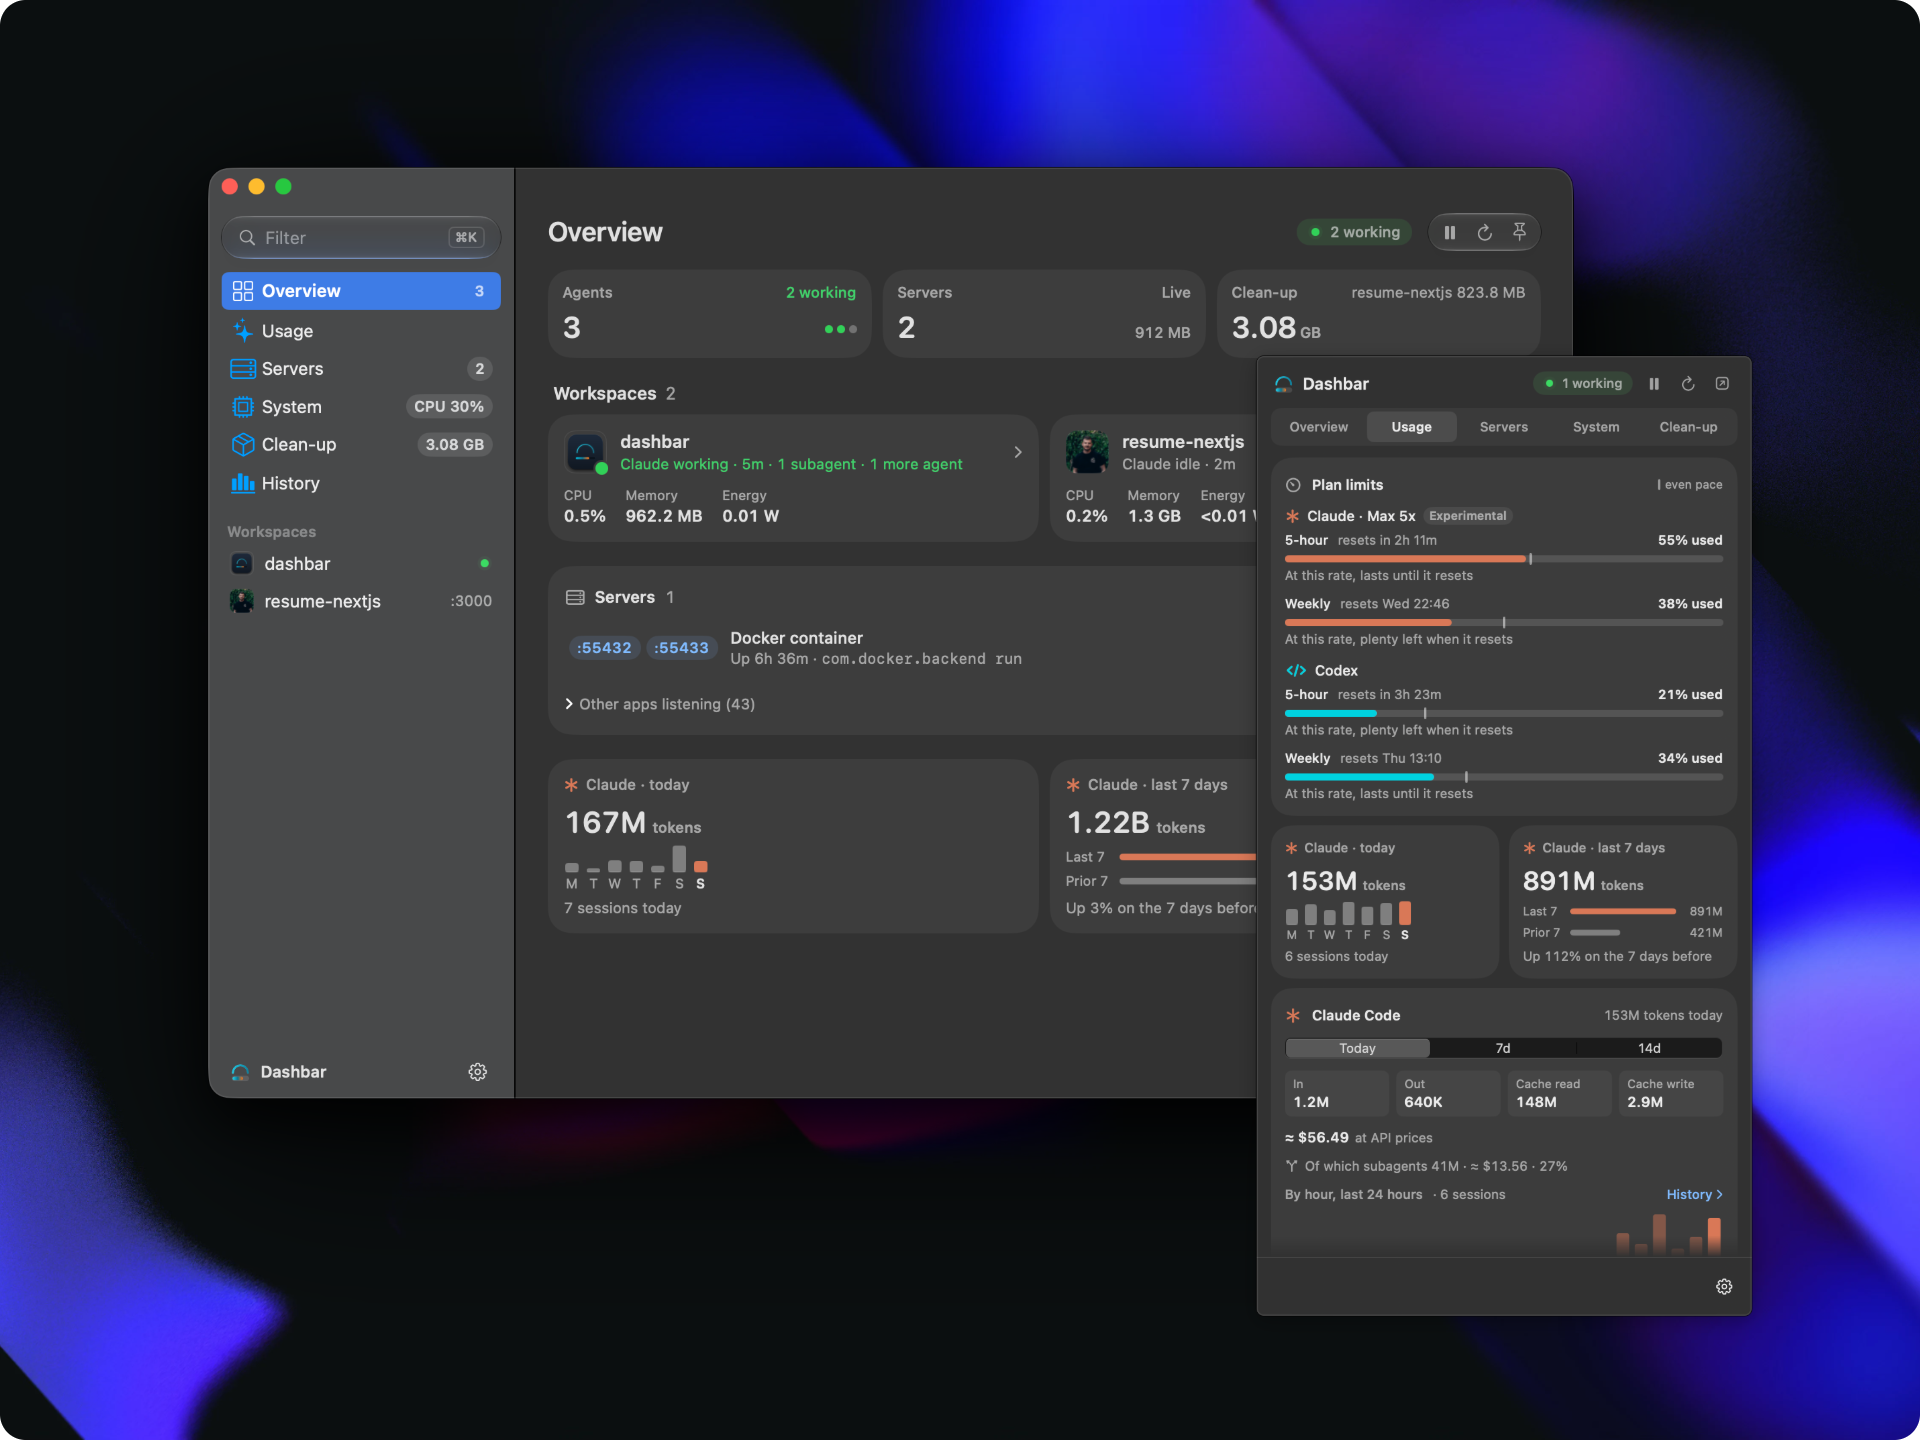 Filter ⌘K
Overview 3
Usage
Servers 2
System CPU 30%
Clean-up 3.08 GB
History
Workspaces
dashbar
resume-nextjs :3000
Dashbar
Overview
2 working
Agents 2 working
3
Servers Live
2 912 MB
Clean-up resume-nextjs 823.8 MB
3.08 GB
Workspaces 2
dashbar
Claude working · 5m · 1 subagent · 1 more agent
CPU Memory Energy
0.5% 962.2 MB 0.01 W
resume-nextjs
Claude idle · 2m
CPU Memory Energy
0.2% 1.3 GB <0.01
Servers 1
:55432 :55433
Docker container
Up 6h 36m · com.docker.backend run
Other apps listening (43)
Claude · today
167M tokens
M T W T F S S
7 sessions today
Claude · last 7 days
1.22B tokens
Last 7
Prior 7
Up 3% on the 7 days before
Dashbar
1 working
Overview Usage Servers System Clean-up
Plan limits even pace
Claude · Max 5x Experimental
5-hour resets in 2h 11m 55% used
At this rate, lasts until it resets
Weekly resets Wed 22:46 38% used
At this rate, plenty left when it resets
</> Codex
5-hour resets in 3h 23m 21% used
At this rate, plenty left when it resets
Weekly resets Thu 13:10 34% used
At this rate, lasts until it resets
Claude · today
153M tokens
M T W T F S S
6 sessions today
Claude · last 7 days
891M tokens
Last 7 891M
Prior 7 421M
Up 112% on the 7 days before
Claude Code 153M tokens today
Today 7d 14d
In Out Cache read Cache write
1.2M 640K 148M 2.9M
≈ $56.49 at API prices
Of which subagents 41M · ≈ $13.56 · 27%
By hour, last 24 hours · 6 sessions History >